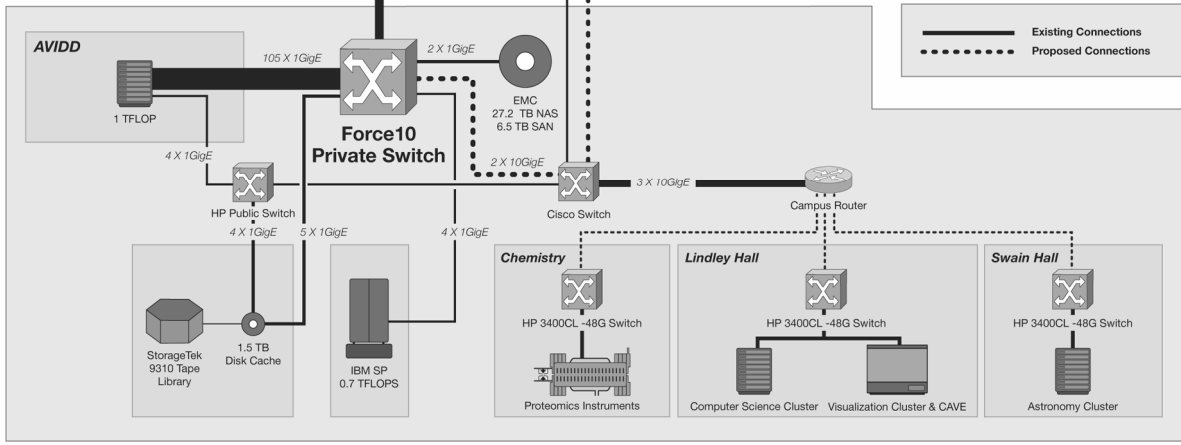 Existing Connections
Proposed Connections
AVIDD
105 X 1GigE
1 TFLOP
2 X 1GigE
EMC
27.2 TB NAS
6.5 TB SAN
Force10
Private Switch
4 X 1GigE
2 X 10GigE
HP Public Switch
Cisco Switch
3 X 10GigE
Campus Router
4 X 1GigE
5 X 1GigE
4 X 1GigE
StorageTek
9310 Tape
Library
1.5 TB
Disk Cache
IBM SP
0.7 TFLOPS
Chemistry
HP 3400CL -48G Switch
Proteomics Instruments
Lindley Hall
HP 3400CL -48G Switch
Computer Science Cluster
Visualization Cluster & CAVE
Swain Hall
HP 3400CL -48G Switch
Astronomy Cluster